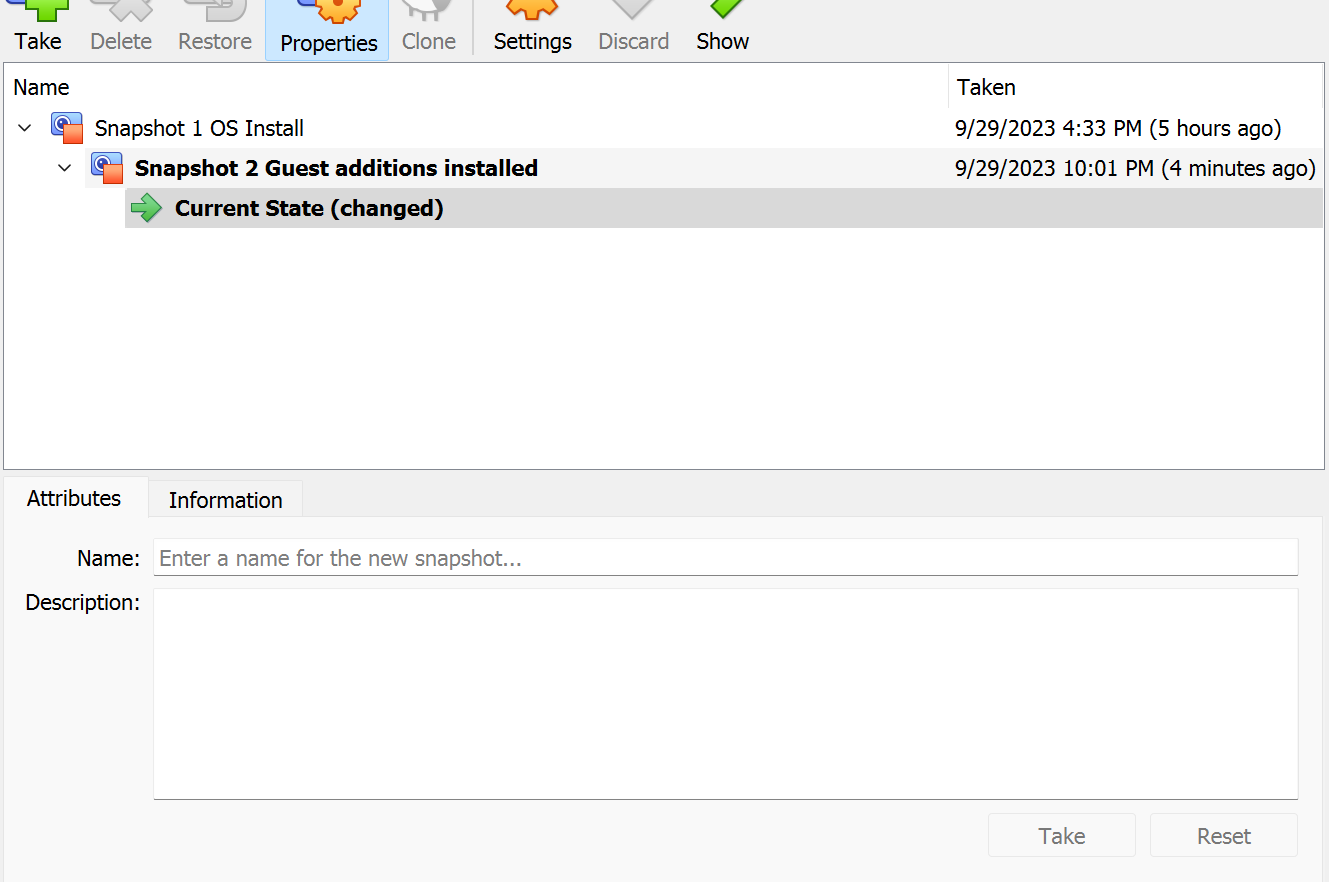 Take Delete Restore Properties Clone Settings Discard Show
Name Taken
Snapshot 1 OS Install 9/29/2023 4:33 PM (5 hours ago)
Snapshot 2 Guest additions installed 9/29/2023 10:01 PM (4 minutes ago)
Current State (changed)
Attributes Information
Name: Enter a name for the new snapshot...
Description:
Take Reset